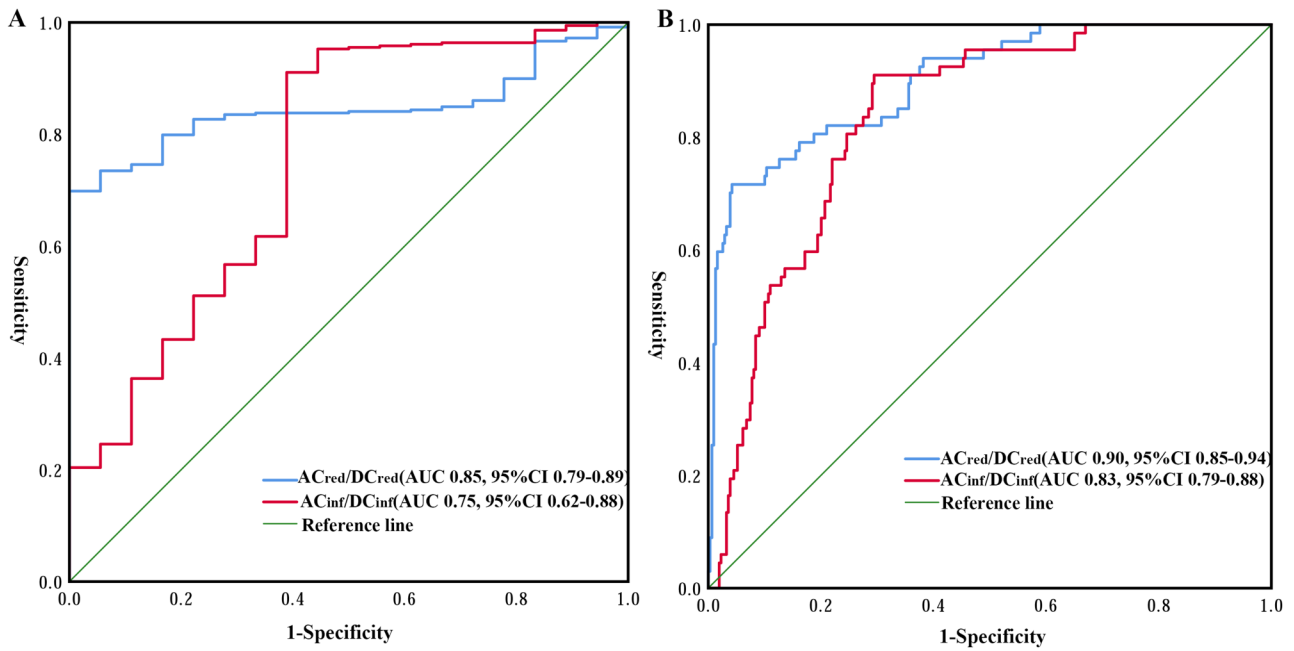 A
1.0
0.8
0.6
0.4
0.2
0.0
Sensitivity
ACred/DCred(AUC 0.85, 95%CI 0.79-0.89)
ACinf/DCinf(AUC 0.75, 95%CI 0.62-0.88)
Reference line
0.0 0.2 0.4 0.6 0.8 1.0
1-Specificity
B
1.0
0.8
0.6
0.4
0.2
0.0
Sensitivity
ACred/DCred(AUC 0.90, 95%CI 0.85-0.94)
ACinf/DCinf(AUC 0.83, 95%CI 0.79-0.88)
Reference line
0.0 0.2 0.4 0.6 0.8 1.0
1-Specificity